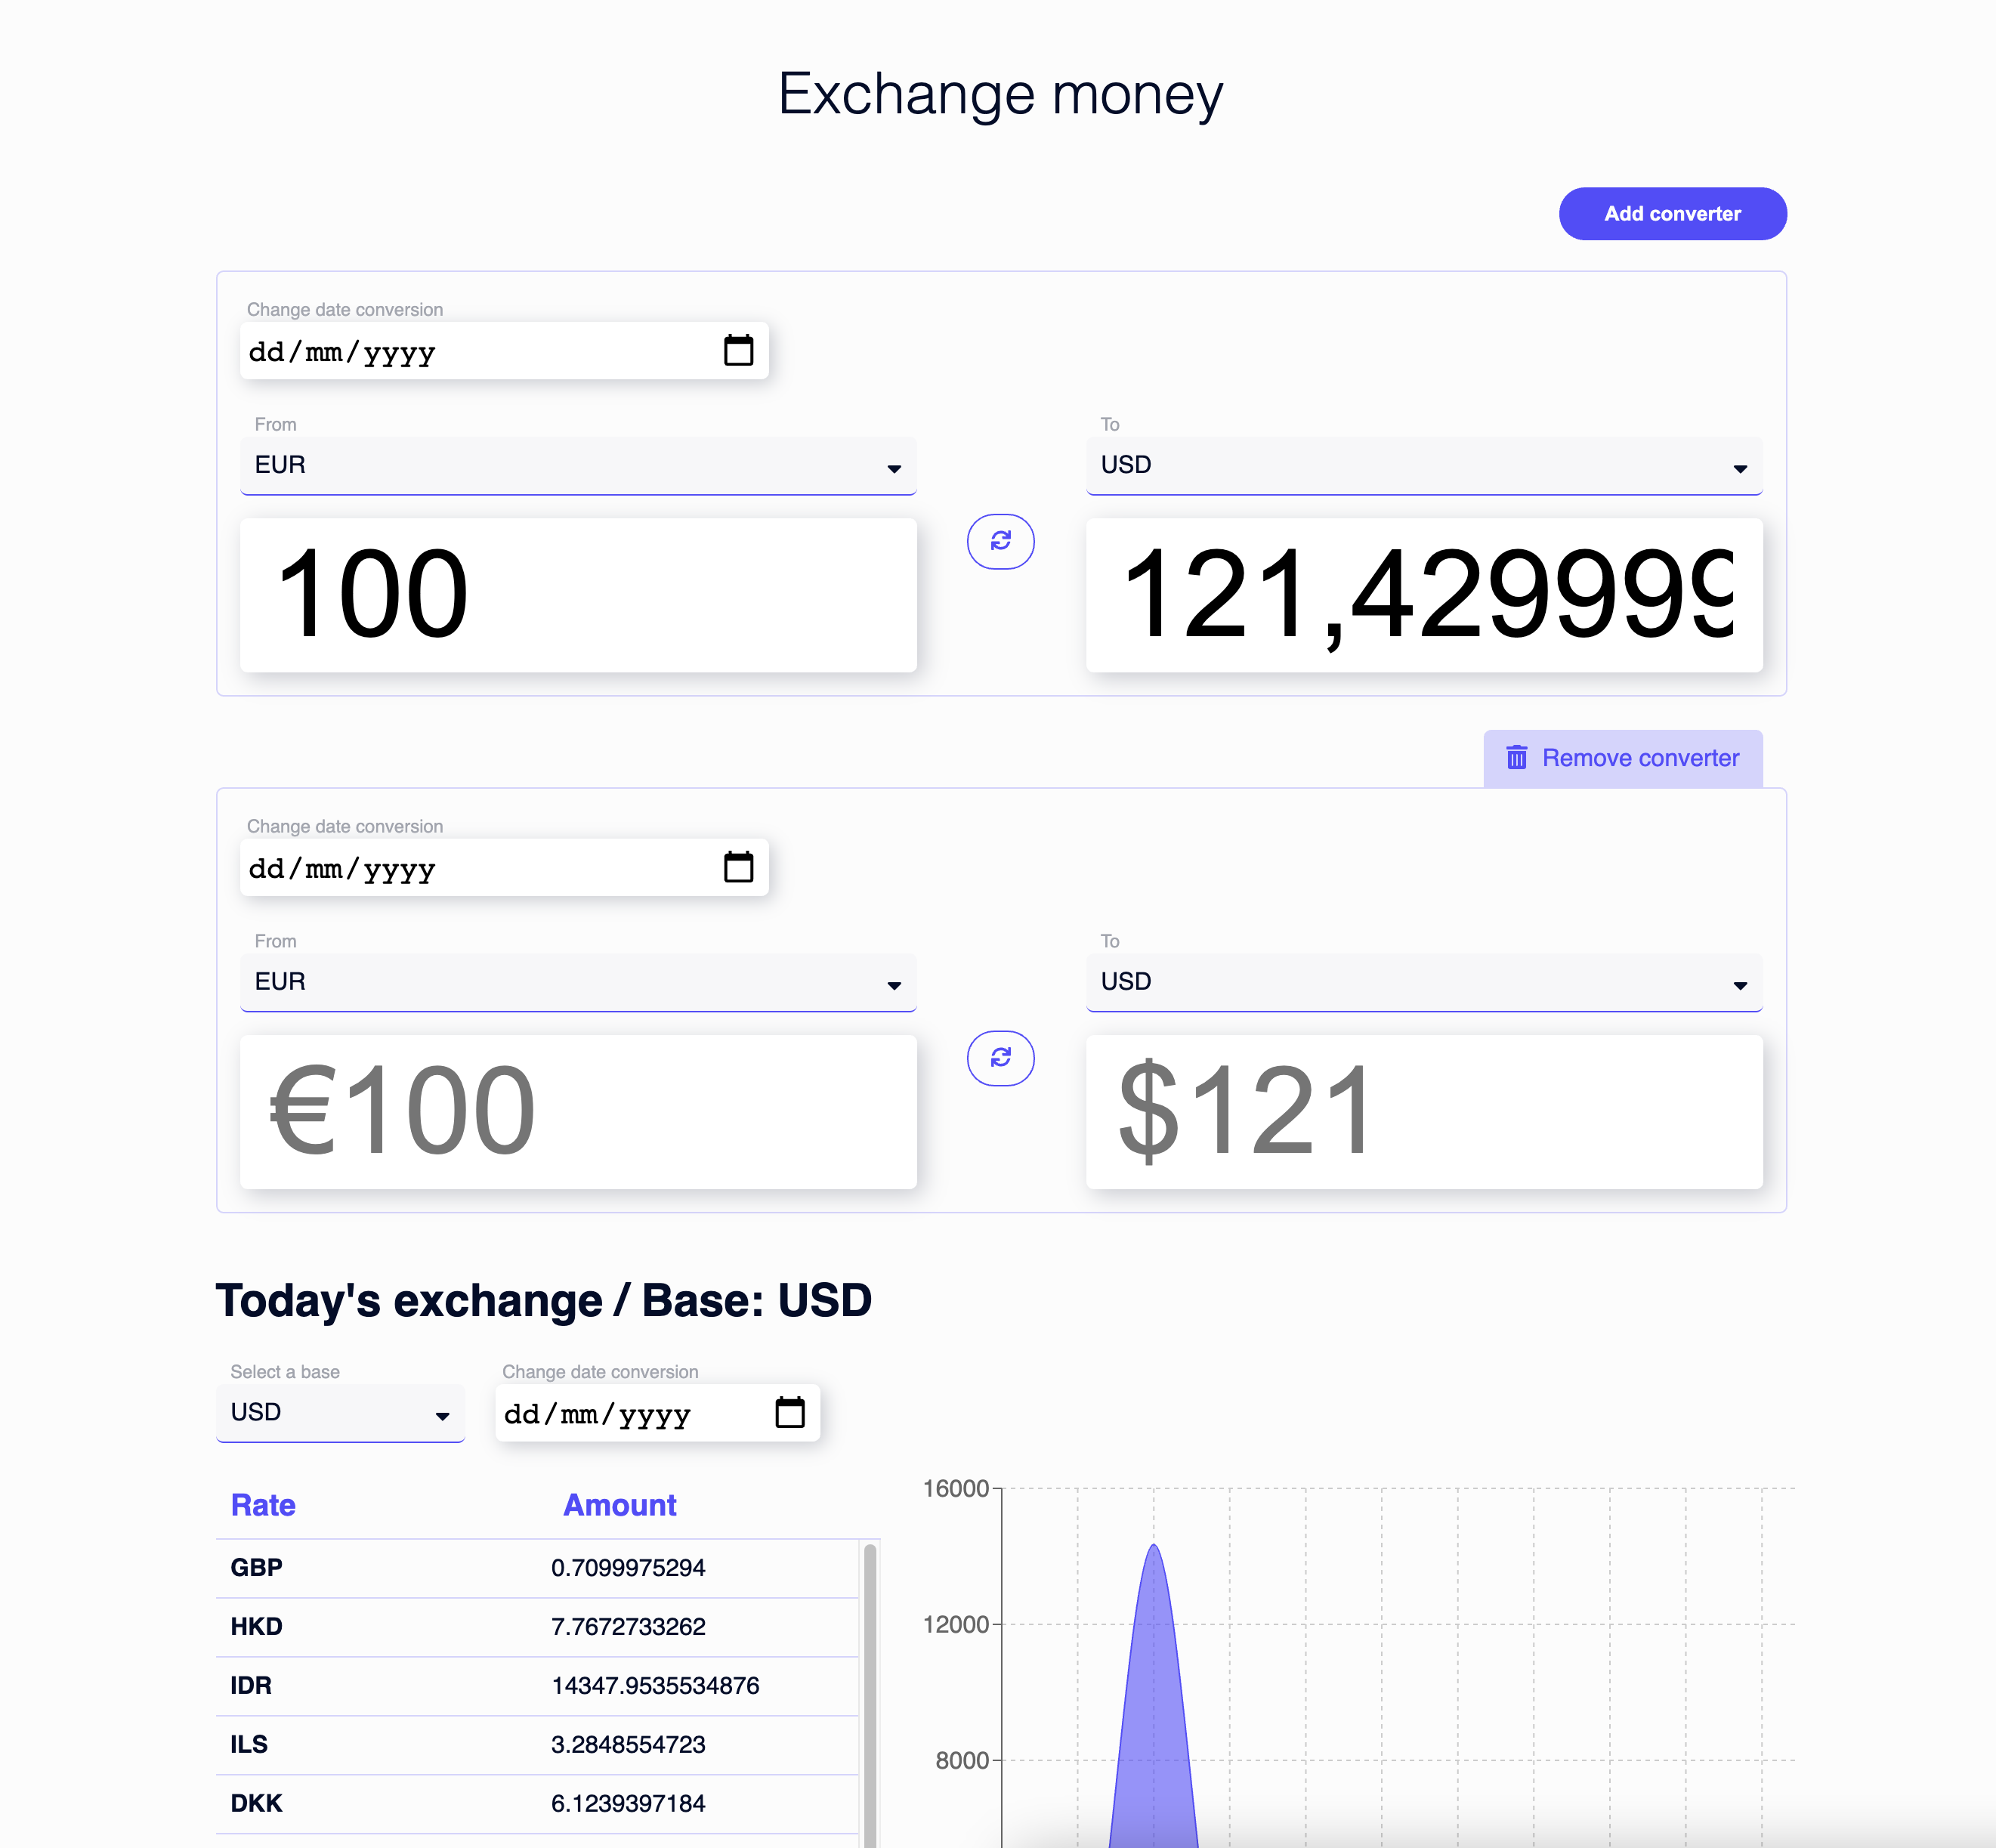 Exchange money
Add converter
Change date conversion
dd/mm/yyyy
From
To
EUR
USD
100
121,429999
Remove converter
Change date conversion
dd/mm/yyyy
From
To
EUR
USD
€100
$121
Today's exchange / Base: USD
Select a base
Change date conversion
USD
dd/mm/yyyy
Rate Amount
GBP 0.7099975294
HKD 7.7672733262
IDR 14347.9535534876
ILS 3.2848554723
DKK 6.1239397184
16000
12000
8000